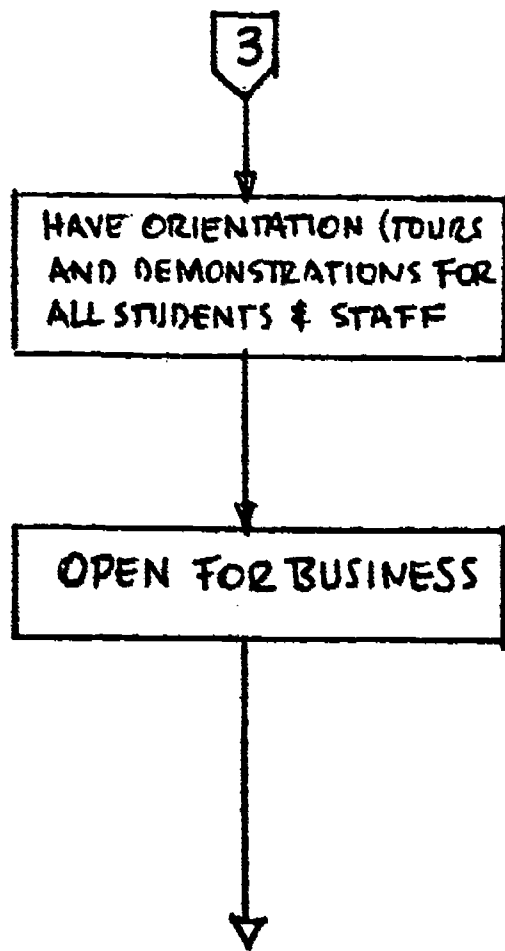 3
HAVE ORIENTATION (TOURS
AND DEMONSTRATIONS FOR
ALL STUDENTS & STAFF
OPEN FOR BUSINESS